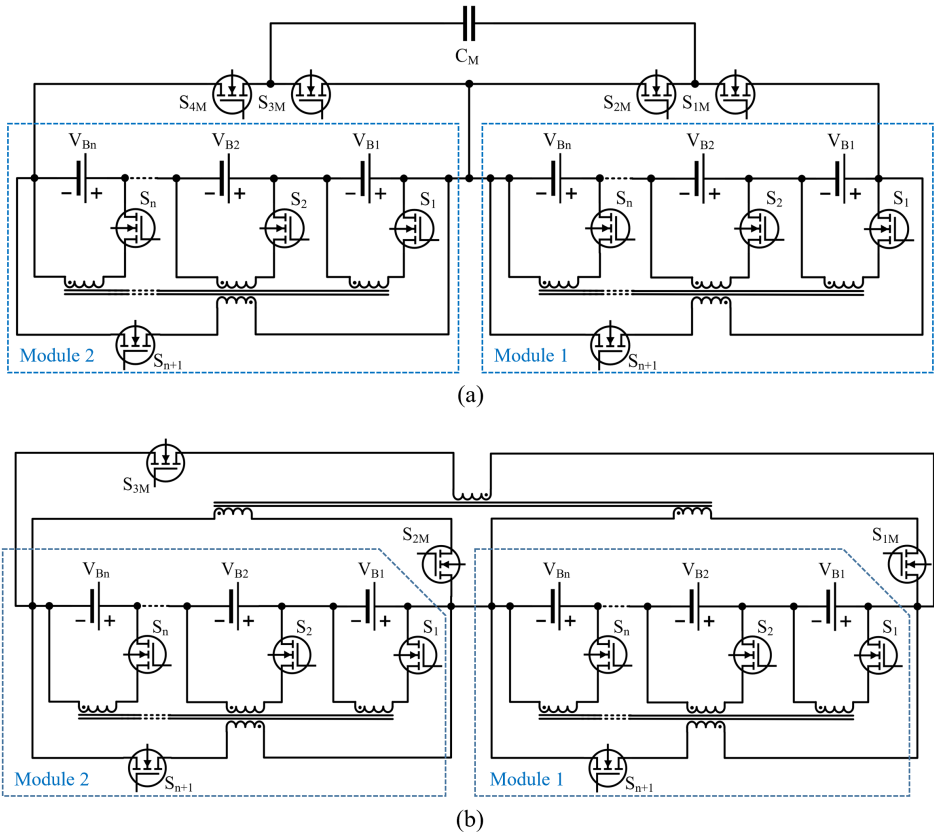 C_M
S_4M S_3M S_2M S_1M
V_Bn V_B2 V_B1 V_Bn V_B2 V_B1
- + - + - + - + - + - +
S_n S_2 S_1 S_n S_2 S_1
Module 2 S_n+1 Module 1 S_n+1
(a)
S_3M
S_2M S_1M
V_Bn V_B2 V_B1 V_Bn V_B2 V_B1
- + - + - + - + - + - +
S_n S_2 S_1 S_n S_2 S_1
Module 2 S_n+1 Module 1 S_n+1
(b)